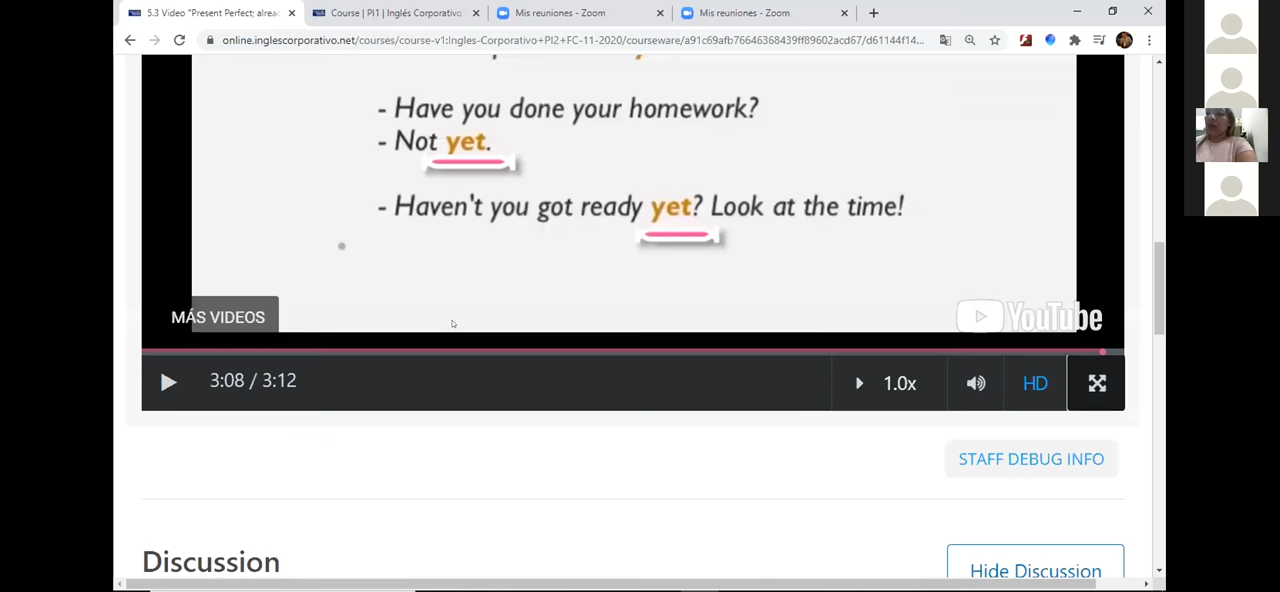 5.3 Video "Present Perfect; alrea
Course | PI1 | Inglés Corporativo
Mis reuniones - Zoom
Mis reuniones - Zoom
online.inglescorporativo.net/courses/course-v1:Ingles-Corporativo+PI2+FC-11-2020/courseware/a91c69afb76646368439ff89602acd67/d61144f14...
- Have you done your homework?
- Not yet.
- Haven't you got ready yet? Look at the time!
MÁS VIDEOS
YouTube
3:08 / 3:12
1.0x
HD
STAFF DEBUG INFO
Discussion
Hide Discussion